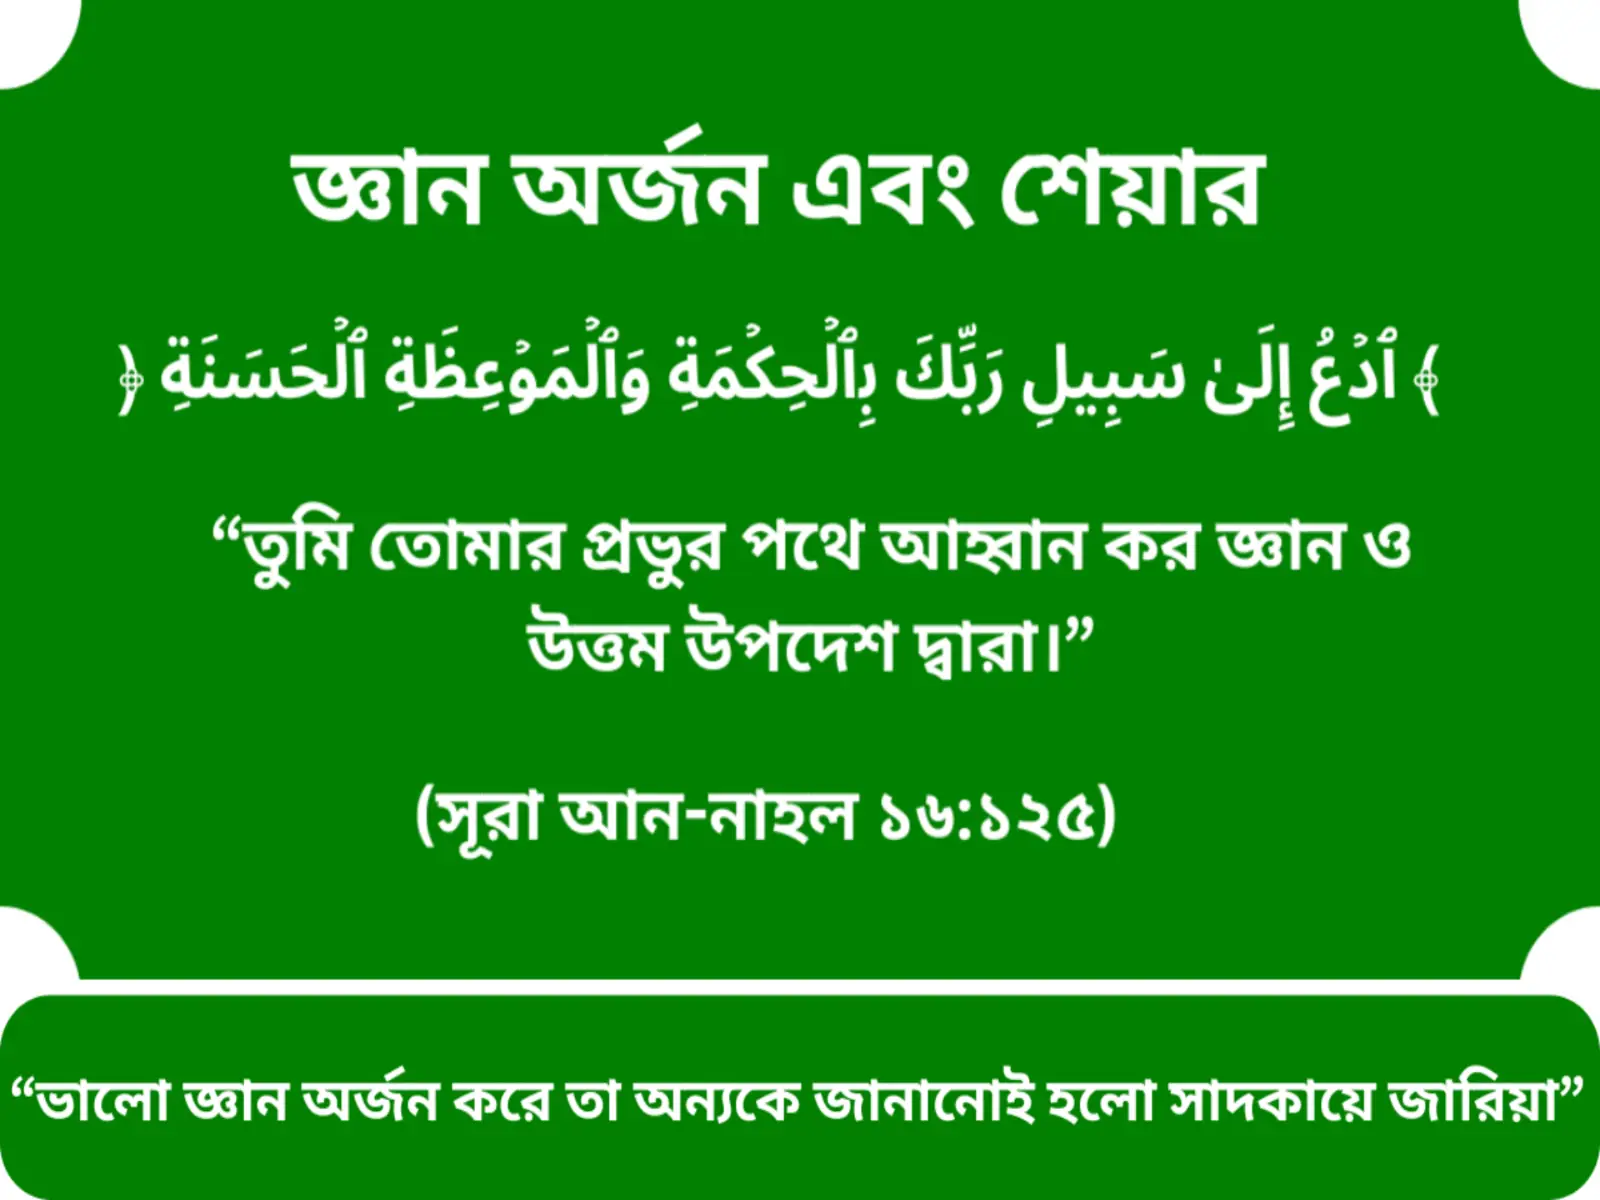 জ্ঞান অর্জন এবং শেয়ার
﴾ ٱدۡعُ إِلَىٰ سَبِيلِ رَبِّكَ بِٱلۡحِكۡمَةِ وَٱلۡمَوۡعِظَةِ ٱلۡحَسَنَةِ ﴿
“তুমি তোমার প্রভুর পথে আহ্বান কর জ্ঞান ও
উত্তম উপদেশ দ্বারা।”
(সূরা আন-নাহল ১৬:১২৫)
“ভালো জ্ঞান অর্জন করে তা অন্যকে জানানোই হলো সাদকায়ে জারিয়া”